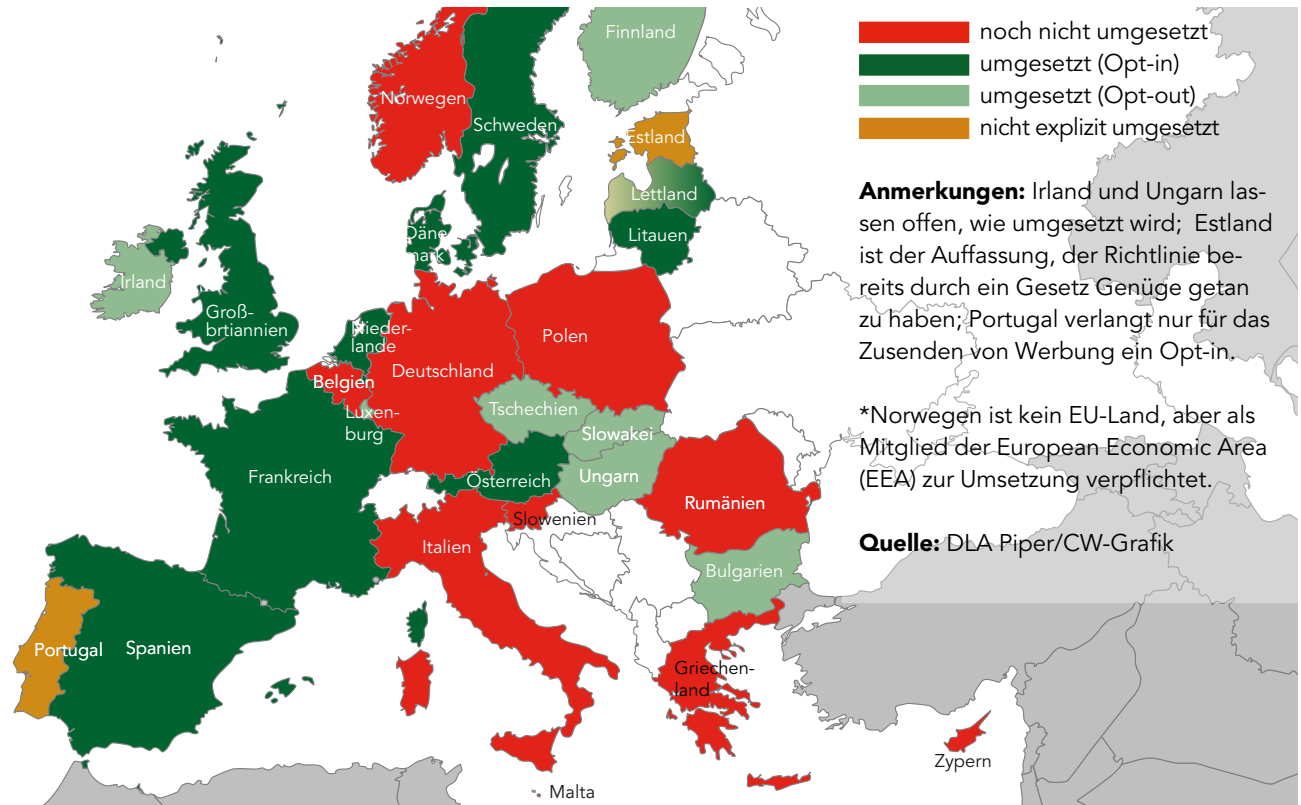 Finnland
Norwegen
Schweden
Estland
Lettland
Litauen
Däne
mark
Irland
Groß-
brtiannien
Nieder-
lande
Polen
Deutschland
Belgien
Luxen-
burg
Tschechien
Slowakei
Frankreich
Österreich
Ungarn
Rumänien
Slowenien
Italien
Bulgarien
Portugal
Spanien
Griechen-
land
Zypern
Malta
noch nicht umgesetzt
umgesetzt (Opt-in)
umgesetzt (Opt-out)
nicht explizit umgesetzt
Anmerkungen: Irland und Ungarn las-
sen offen, wie umgesetzt wird; Estland
ist der Auffassung, der Richtlinie be-
reits durch ein Gesetz Genüge getan
zu haben; Portugal verlangt nur für das
Zusenden von Werbung ein Opt-in.
*Norwegen ist kein EU-Land, aber als
Mitglied der European Economic Area
(EEA) zur Umsetzung verpflichtet.
Quelle: DLA Piper/CW-Grafik